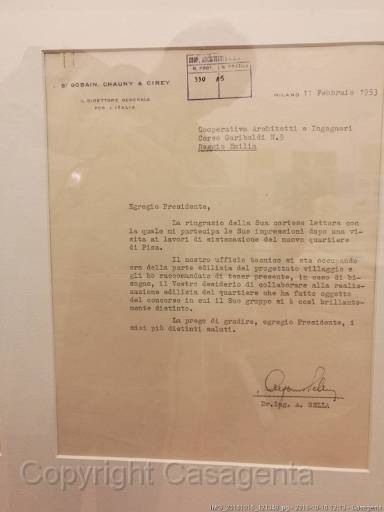 St GOBAIN, CHAUNY & CIREY
IL DIRETTORE GENERALE
PER L'ITALIA
COOP. ARCHITETTI
330
MILANO 11 Febbraio 1953
Cooperativa Architetti e Ingegneri
Corso Garibaldi N.9
Reggio Emilia
Egregio Presidente,
La ringrazio della Sua cortese lettera con
la quale mi partecipa le Sue impressioni dopo una vi=
sita ai lavori di sistemazione del nuovo quartiere
di Pisa.
Il nostro ufficio tecnico si sta occupando
ora della parte edilizia del progettato villaggio e
gli ho raccomandato di tener presente, in caso di bi=
sogno, il Vostro desiderio di collaborare alla realiz=
zazione edilizia del quartiere che ha fatto oggetto
del concorso in cui il Suo gruppo si è così brillante=
mente distinto.
La prego di gradire, egregio Presidente, i
miei più distinti saluti.
Dr.Ing. A. SELLA
Copyright Casagenta